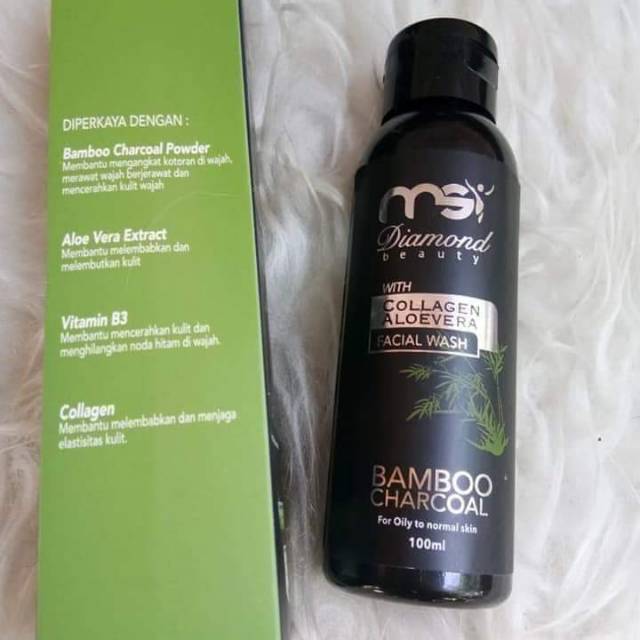 DIPERKAYA DENGAN :
Bamboo Charcoal Powder
Membantu mengangkat kotoran di wajah,
merawat wajah berjerawat dan
mencerahkan kulit wajah
Aloe Vera Extract
Membantu melembabkan dan
melembutkan kulit
Vitamin B3
Membantu mencerahkan kulit dan
menghilangkan noda hitam di wajah.
Collagen
Membantu melembabkan dan menjaga
elastisitas kulit.
msi
Diamond
beauty
WITH
COLLAGEN
ALOEVERA
FACIAL WASH
BAMBOO
CHARCOAL
For Oily to normal skin
100ml